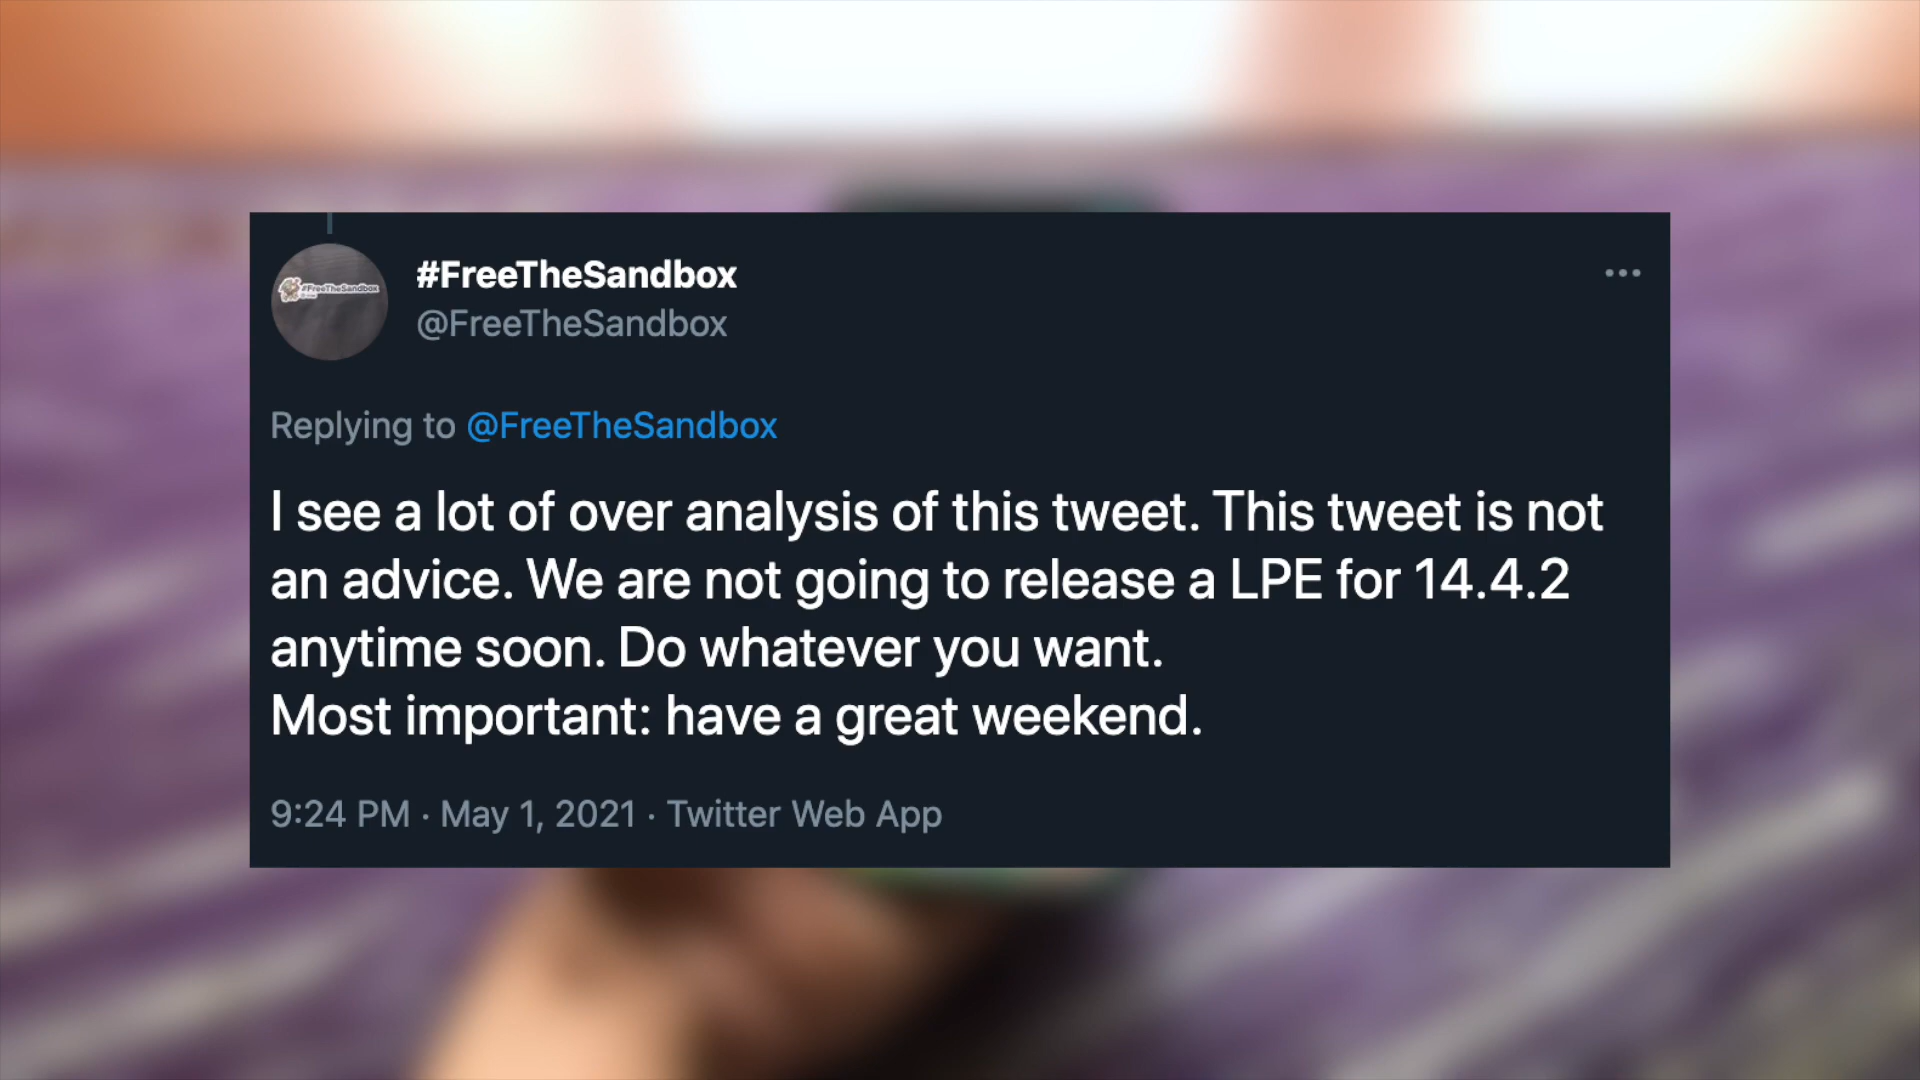 #FreeTheSandbox
#FreeTheSandbox
@FreeTheSandbox
Replying to @FreeTheSandbox
I see a lot of over analysis of this tweet. This tweet is not
an advice. We are not going to release a LPE for 14.4.2
anytime soon. Do whatever you want.
Most important: have a great weekend.
9:24 PM · May 1, 2021 · Twitter Web App